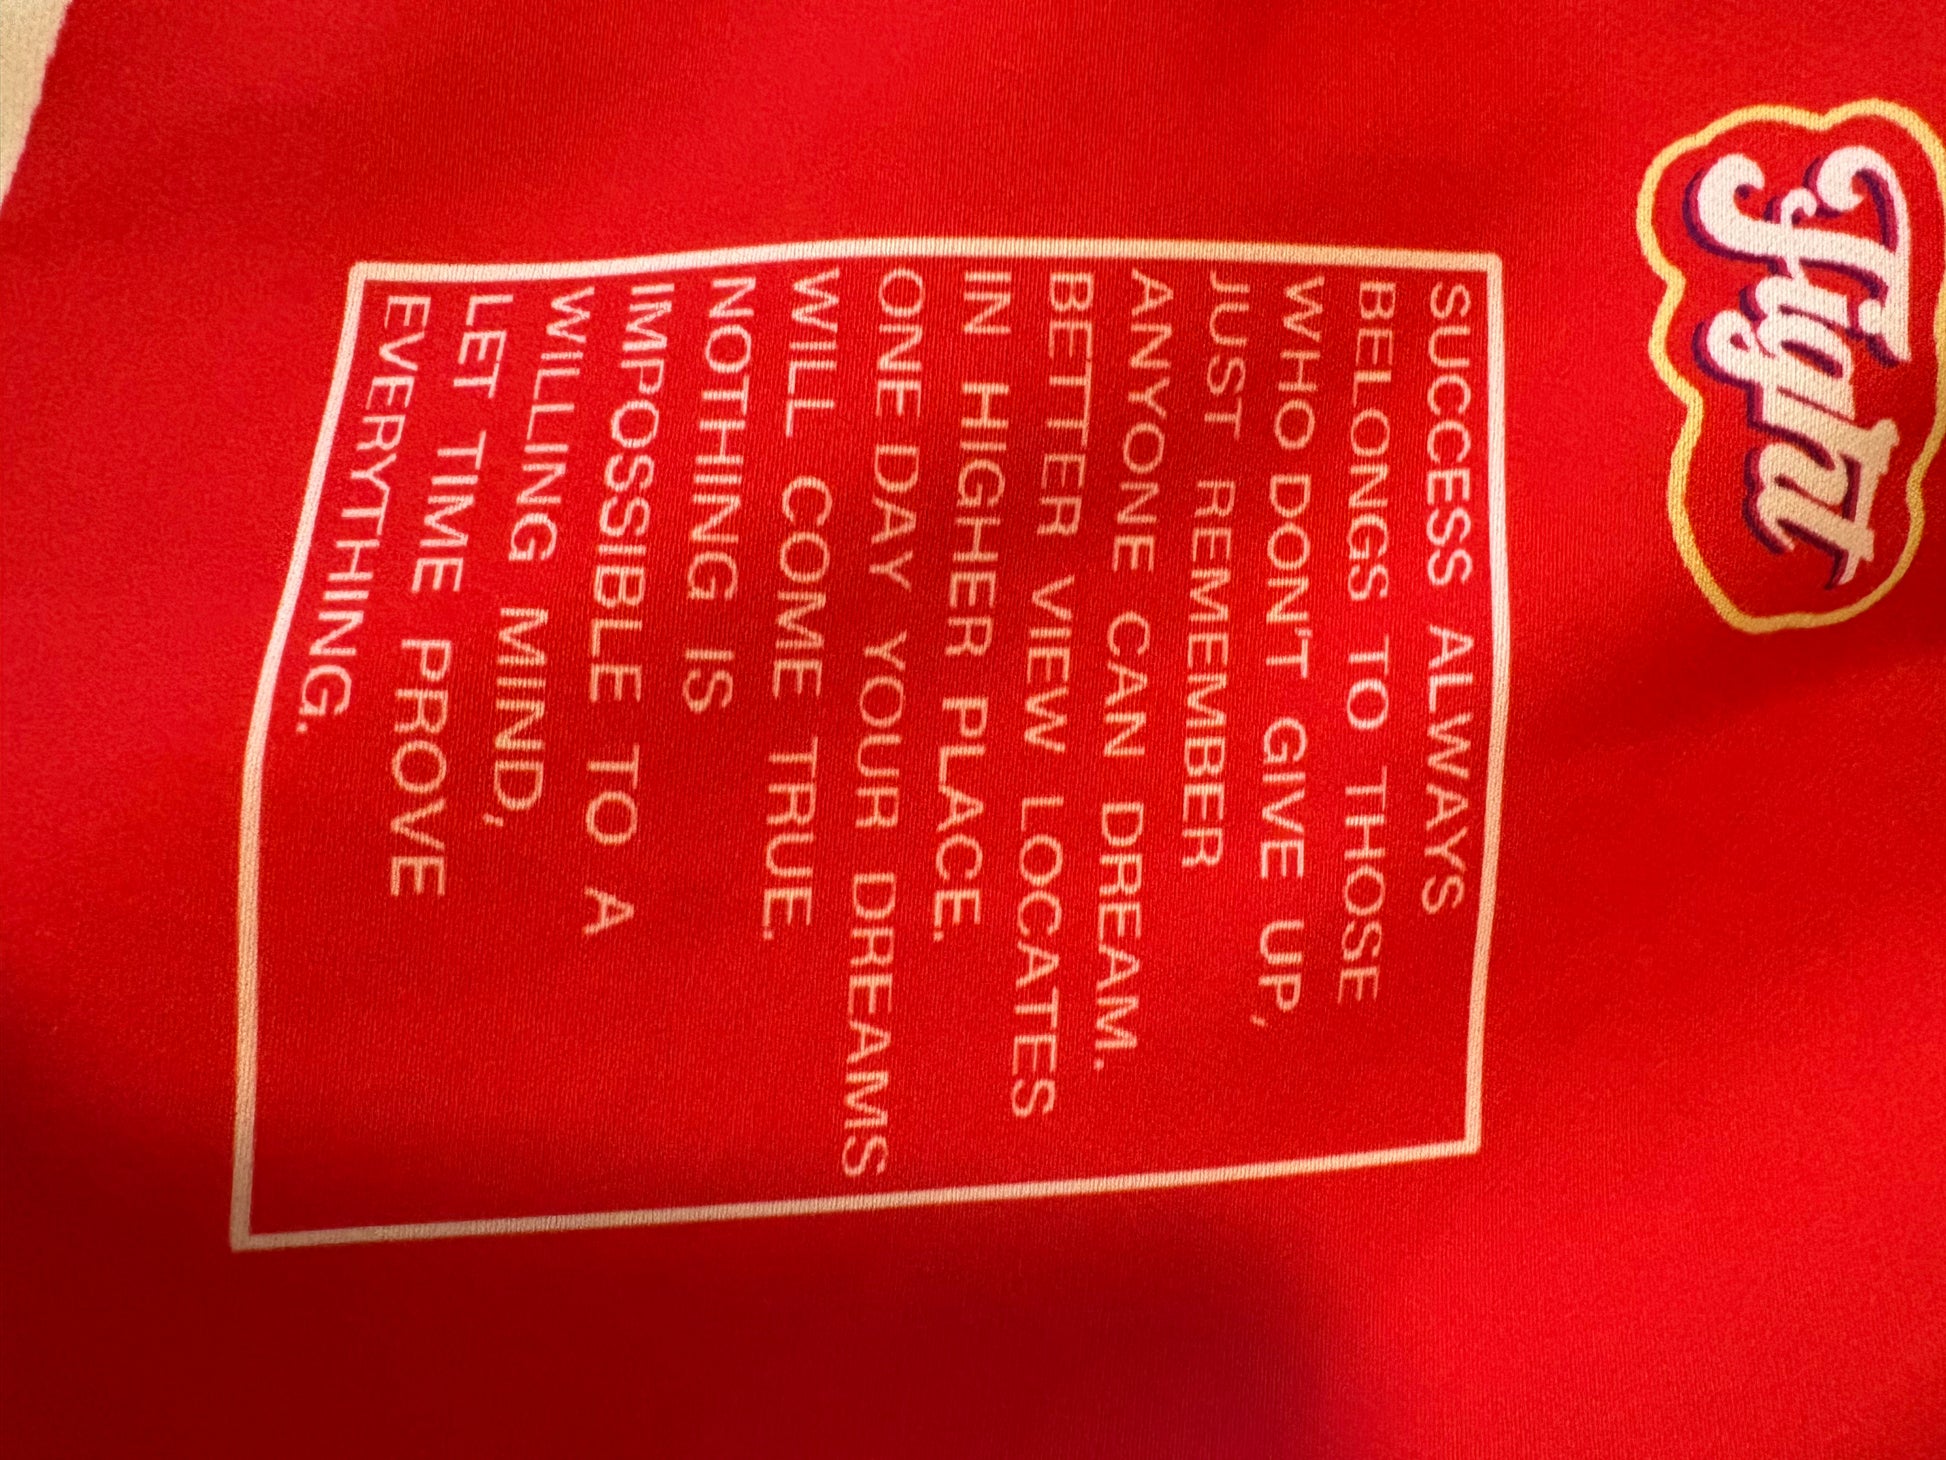 Fight
SUCCESS ALWAYS
BELONGS TO THOSE
WHO DON'T GIVE UP,
JUST REMEMBER
ANYONE CAN DREAM.
BETTER VIEW LOCATES
IN HIGHER PLACE.
ONE DAY YOUR DREAMS
WILL COME TRUE.
NOTHING IS
IMPOSSIBLE TO A
WILLING MIND,
LET TIME PROVE
EVERYTHING.